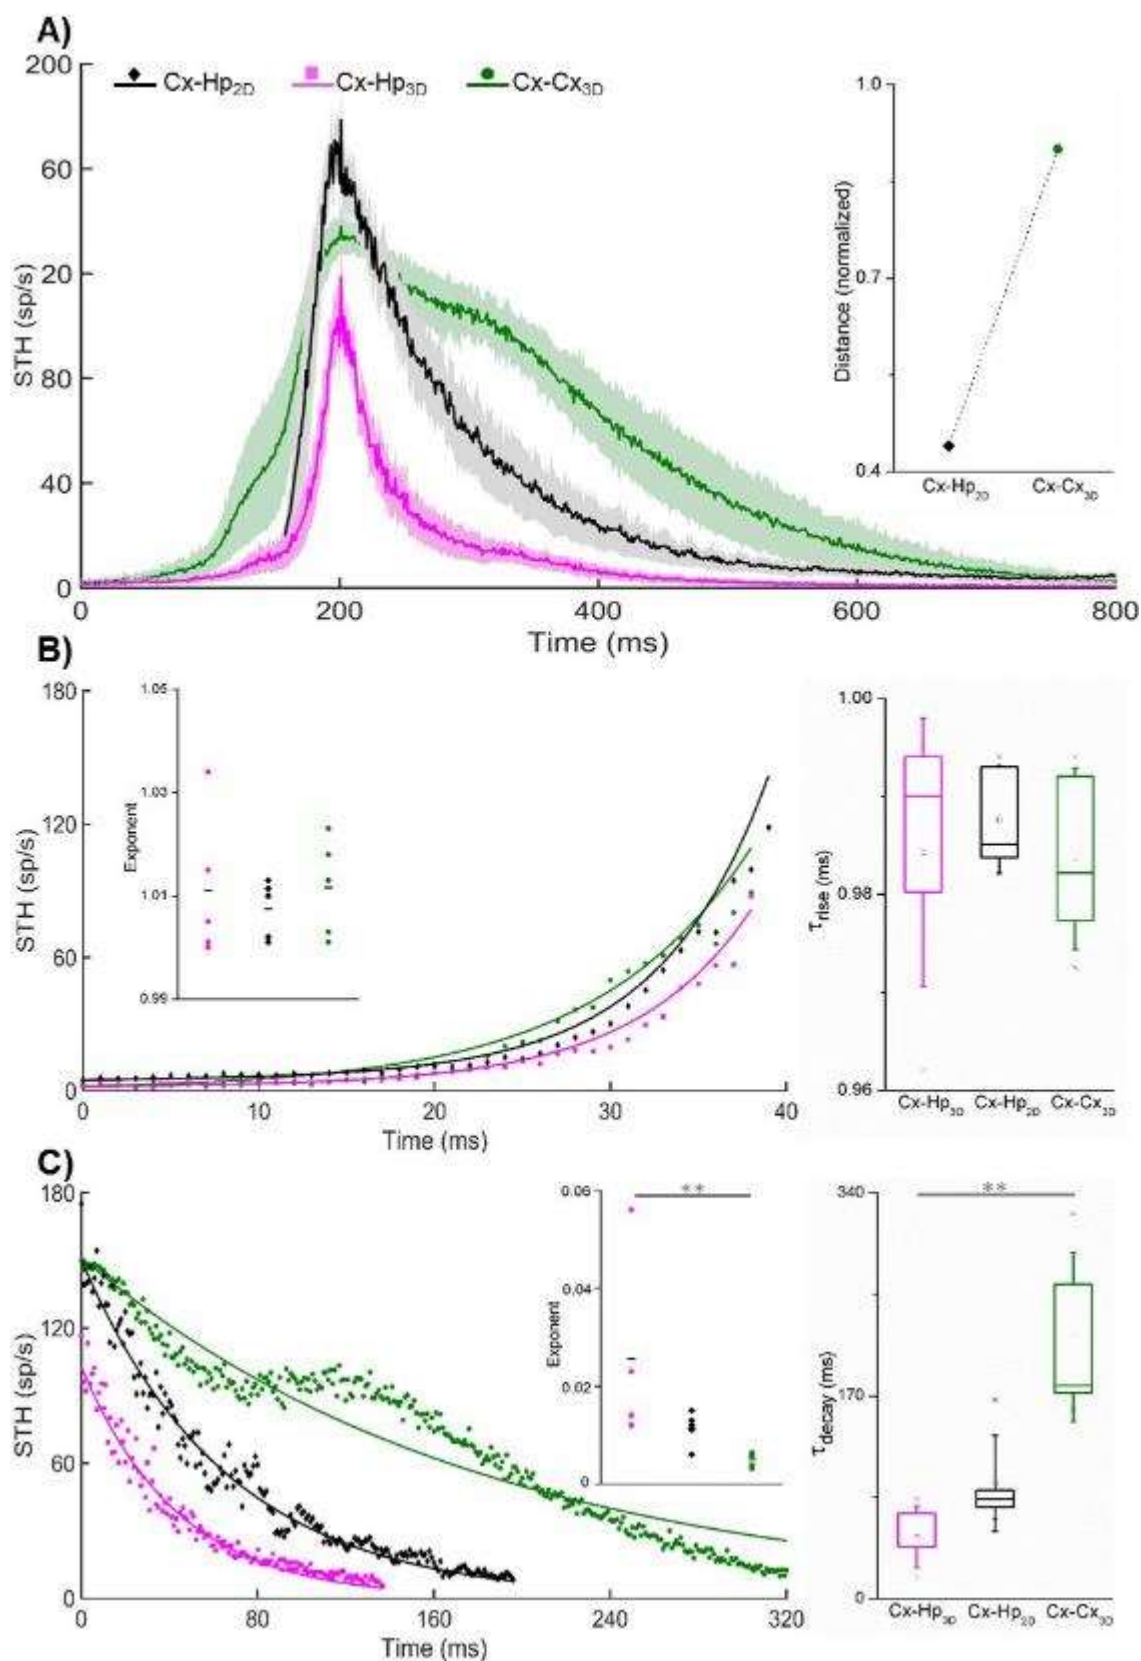 A)
Cx-Hp2D Cx-Hp3D Cx-Cx3D
200
60
20
80
40
0
STH (sp/s)
0 200 400 600 800
Time (ms)
1.0
0.7
0.4
Distance (normalized)
Cx-Hp2D Cx-Cx3D
B)
180
120
60
0
STH (sp/s)
0 10 20 30 40
Time (ms)
1.05
1.03
1.01
0.99
Exponent
1.00
0.98
0.96
τrise (ms)
Cx-Hp3D Cx-Hp2D Cx-Cx3D
C)
180
120
60
0
STH (sp/s)
0 80 160 240 320
Time (ms)
0.06
0.04
0.02
0
Exponent
**
340
170
0
τdecay (ms)
**
Cx-Hp3D Cx-Hp2D Cx-Cx3D